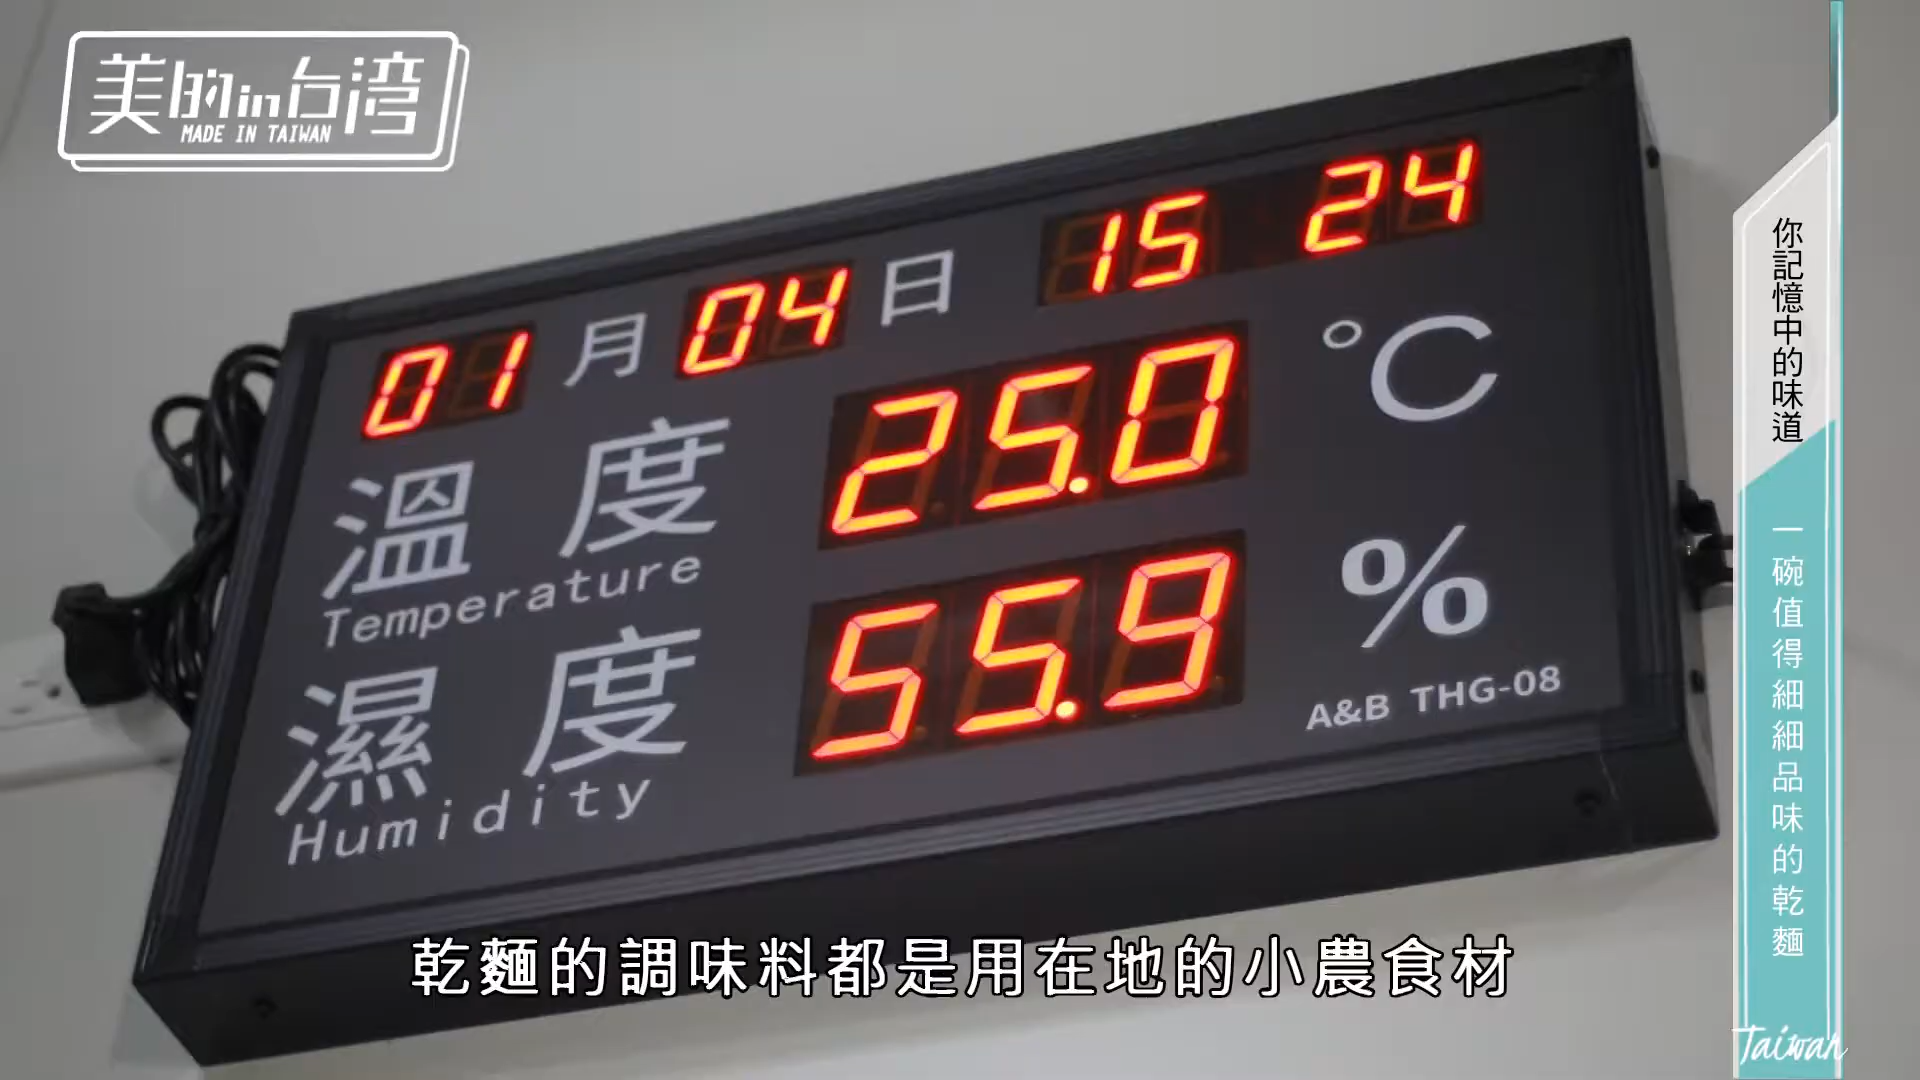 美的in台湾
MADE IN TAIWAN
01 月 04 日 15 24
溫度 25.0 °C
Temperature
濕度 55.9 %
Humidity
A&B THG-08
你記憶中的味道
一碗值得細細品味的乾麵
乾麵的調味料都是用在地的小農食材
Taiwan